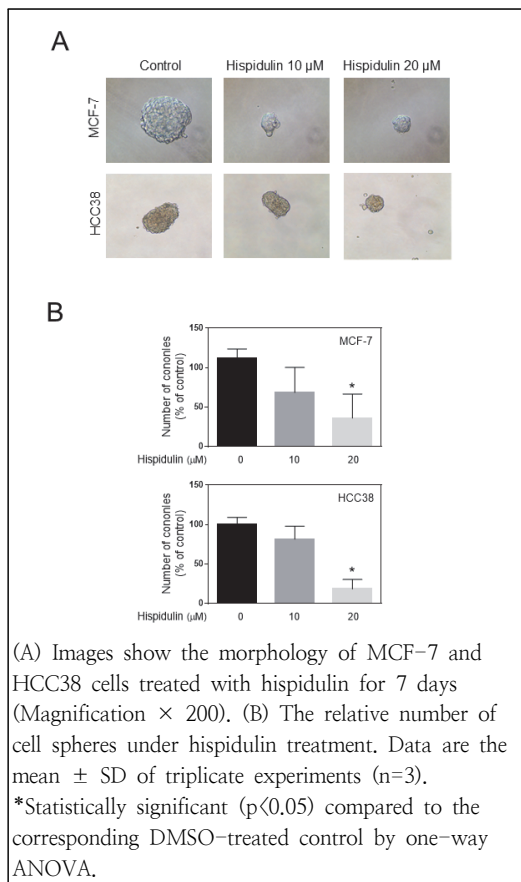 A
Control Hispidulin 10 μM Hispidulin 20 μM
MCF-7
HCC38
B
Number of cononies
(% of control)
150
100
50
0
MCF-7
*
Hispidulin (μM) 0 10 20
Number of cononies
(% of control)
150
100
50
0
HCC38
*
Hispidulin (μM) 0 10 20
(A) Images show the morphology of MCF-7 and
HCC38 cells treated with hispidulin for 7 days
(Magnification × 200). (B) The relative number of
cell spheres under hispidulin treatment. Data are the
mean ± SD of triplicate experiments (n=3).
*Statistically significant (p<0.05) compared to the
corresponding DMSO-treated control by one-way
ANOVA.